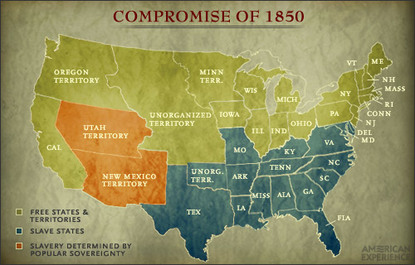 COMPROMISE OF 1850
OREGON
TERRITORY
MINN
TERR.
VT
ME
NH
MASS
WIS
MICH
NY
RI
UNORGANIZED
TERRITORY
IOWA
PA
CONN
NJ
UTAH
TERRITORY
ILL
IND
OHIO
DEL
MD
CAL
MO
KY
VA
NEW MEXICO
TERRITORY
UNORG.
TERR.
TENN
NC
ARK
SC
MISS
AlA
GA
TEX
LA
FlA
FREE STATES &
TERRITORIES
SLAVE STATES
SLAVERY DETERMINED BY
POPULAR SOVEREIGNTY
AMERICAN
EXPERIENCE